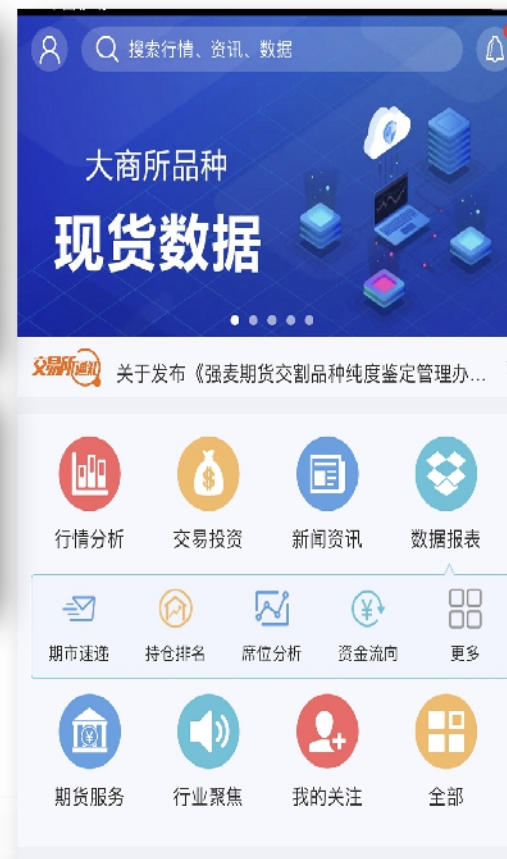 搜索行情、资讯、数据
大商所品种
现货数据
交易所通知 关于发布《强麦期货交割品种纯度鉴定管理办...
行情分析 交易投资 新闻资讯 数据报表
期市速递 持仓排名 席位分析 资金流向 更多
期货服务 行业聚焦 我的关注 全部